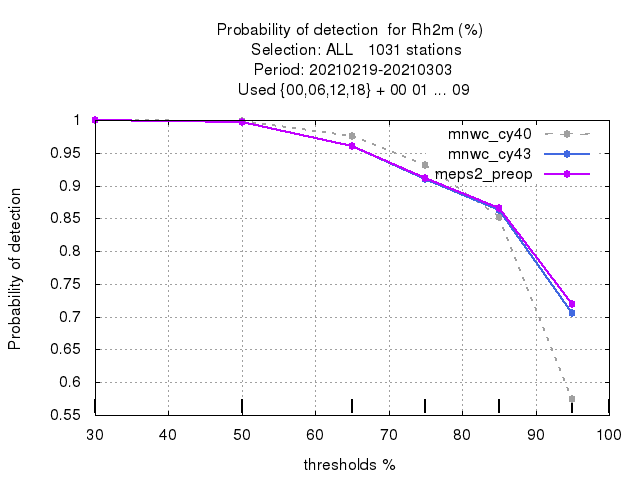 Probability of detection  for Rh2m (%)
Selection: ALL   1031 stations
Period: 20210219-20210303
Used {00,06,12,18} + 00 01 ... 09
mnwc_cy40
mnwc_cy43
meps2_preop
1
0.95
0.9
0.85
0.8
0.75
0.7
0.65
0.6
0.55
Probability of detection
30 40 50 60 70 80 90 100
thresholds %